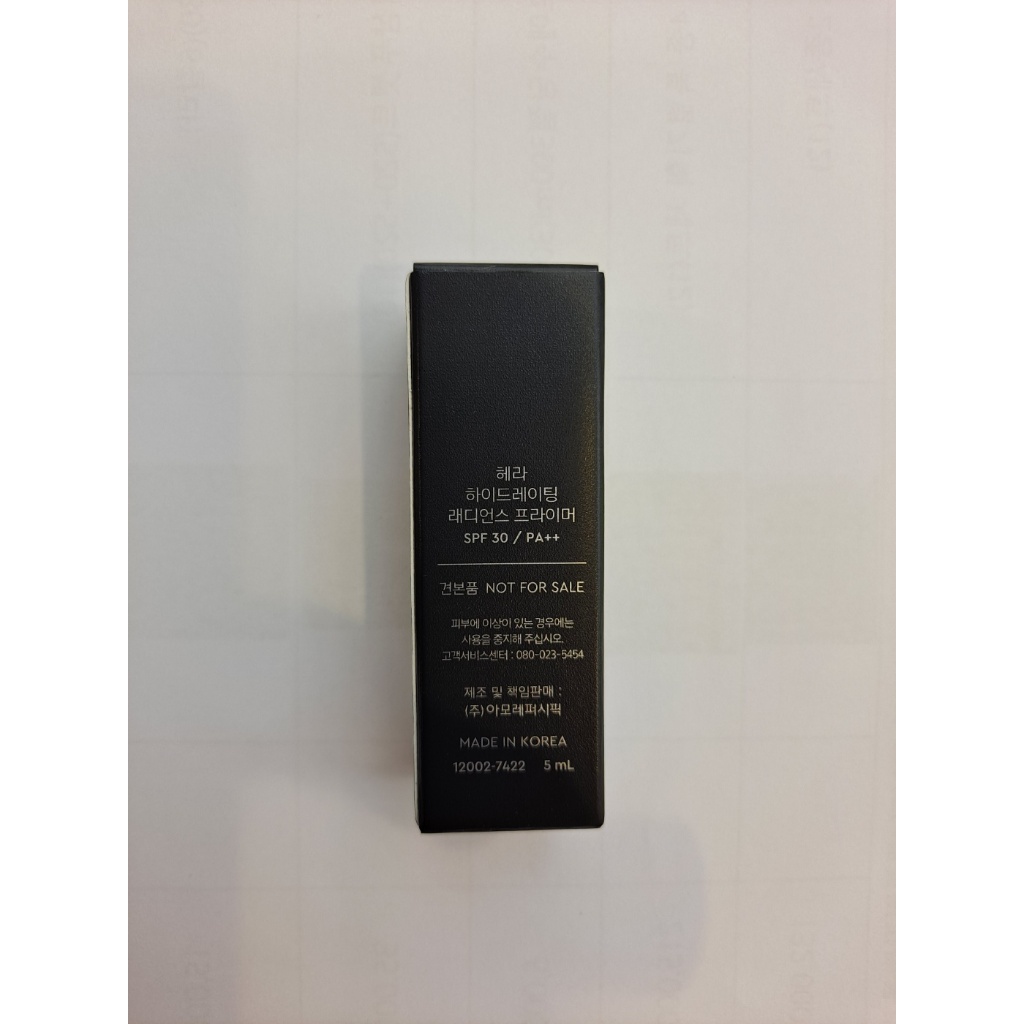 헤라
하이드레이팅
래디언스 프라이머
SPF 30 / PA++
견본품 NOT FOR SALE
피부에 이상이 있는 경우에는
사용을 중지해 주십시오.
고객서비스센터 : 080-023-5454
제조 및 책임판매 :
(주)아모레퍼시픽
MADE IN KOREA
12002-7422 5 mL